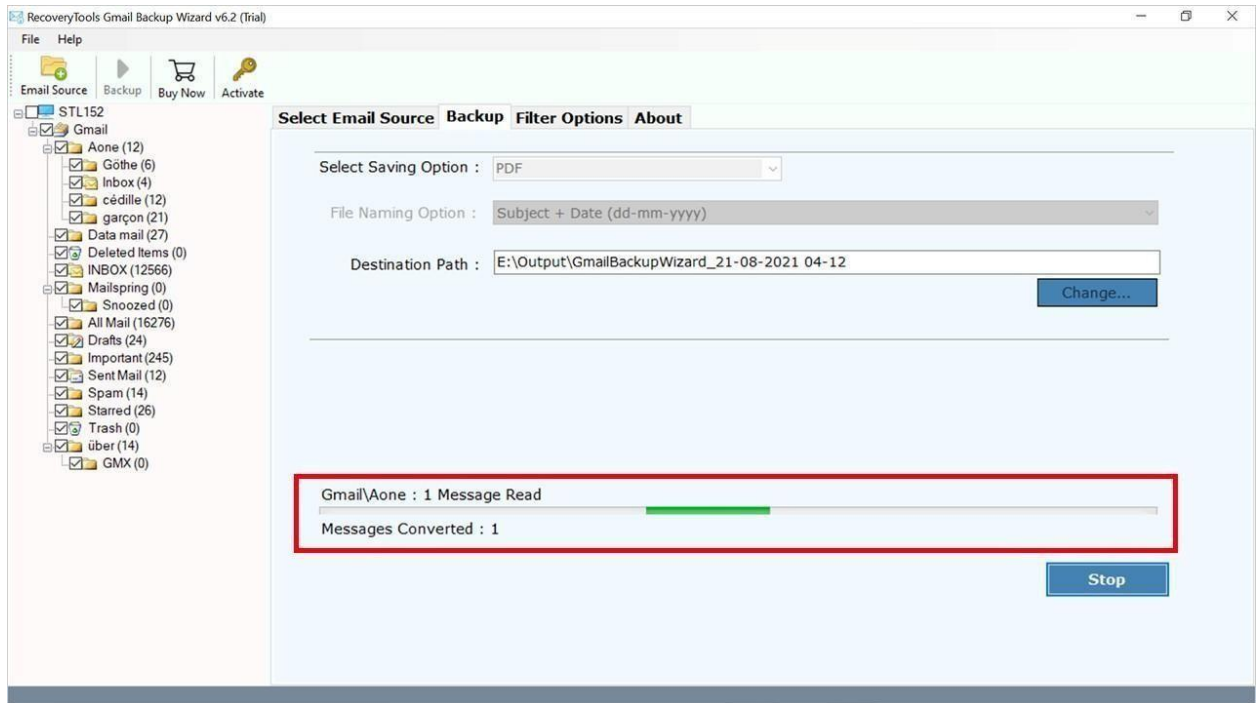 RecoveryTools Gmail Backup Wizard v6.2 (Trial)
File Help
Email Source Backup Buy Now Activate
STL152
Gmail
Aone (12)
Göthe (6)
Inbox (4)
cédille (12)
garçon (21)
Data mail (27)
Deleted Items (0)
INBOX (12566)
Mailspring (0)
Snoozed (0)
All Mail (16276)
Drafts (24)
Important (245)
Sent Mail (12)
Spam (14)
Starred (26)
Trash (0)
über (14)
GMX (0)
Select Email Source Backup Filter Options About
Select Saving Option : PDF
File Naming Option : Subject + Date (dd-mm-yyyy)
Destination Path : E:\Output\GmailBackupWizard_21-08-2021 04-12
Change...
Gmail\Aone : 1 Message Read
Messages Converted : 1
Stop